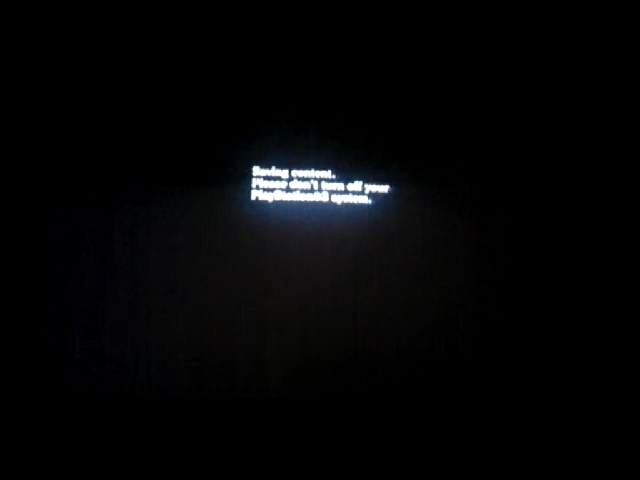 Saving content.
Please don't turn off your
PlayStation®3 system.